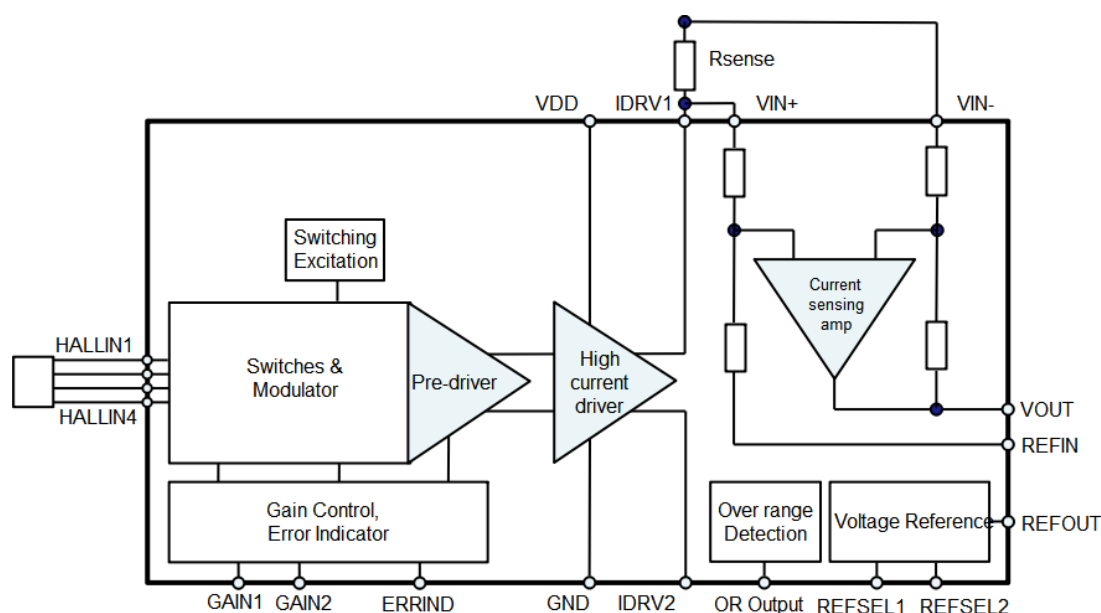 Rsense
VDD
IDRV1
VIN+
VIN-
Switching
Excitation
Current
sensing
amp
HALLIN1
HALLIN4
Switches &
Modulator
Pre-driver
High
current
driver
VOUT
REFIN
Gain Control,
Error Indicator
Over range
Detection
Voltage Reference
REFOUT
GAIN1
GAIN2
ERRIND
GND
IDRV2
OR Output
REFSEL1
REFSEL2